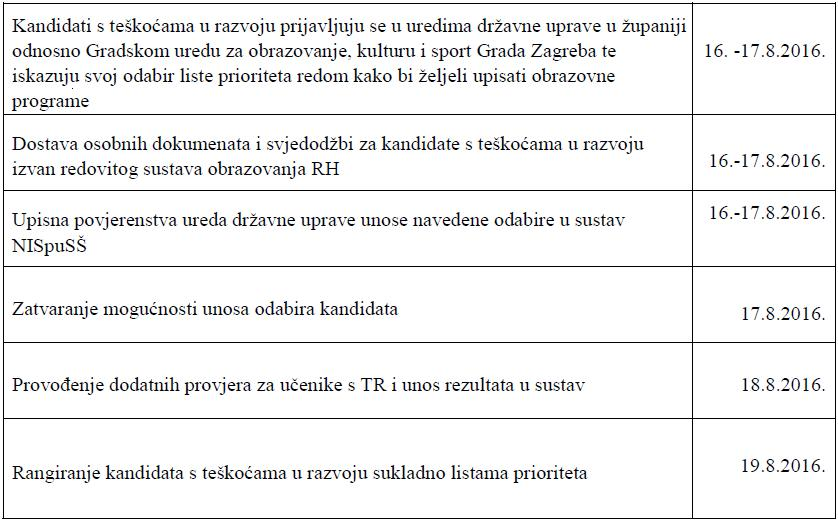 Kandidati s teškoćama u razvoju prijavljuju se u uredima državne uprave u županiji
odnosno Gradskom uredu za obrazovanje, kulturu i sport Grada Zagreba te
iskazuju svoj odabir liste prioriteta redom kako bi željeli upisati obrazovne
programe
16. -17.8.2016.
Dostava osobnih dokumenata i svjedodžbi za kandidate s teškoćama u razvoju
izvan redovitog sustava obrazovanja RH
16.-17.8.2016.
Upisna povjerenstva ureda državne uprave unose navedene odabire u sustav
NISpuSŠ
16.-17.8.2016.
Zatvaranje mogućnosti unosa odabira kandidata
17.8.2016.
Provođenje dodatnih provjera za učenike s TR i unos rezultata u sustav
18.8.2016.
Rangiranje kandidata s teškoćama u razvoju sukladno listama prioriteta
19.8.2016.